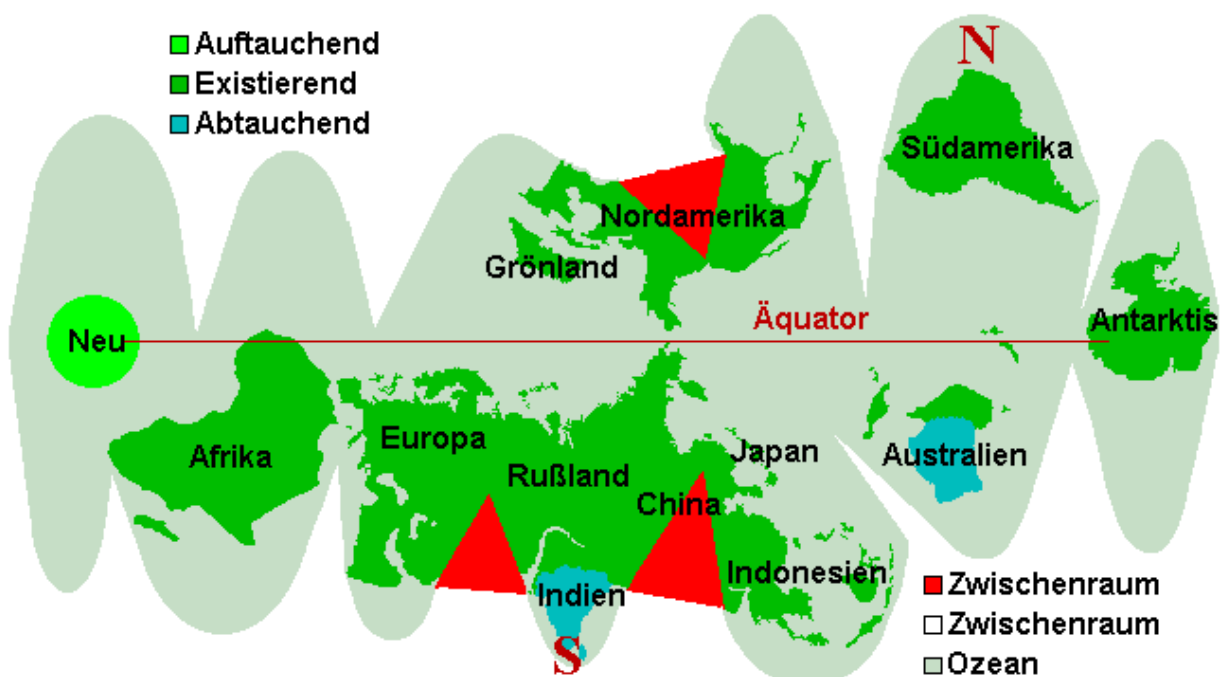 Auftauchend
Existierend
Abtauchend
N
Südamerika
Nordamerika
Grönland
Äquator
Antarktis
Neu
Europa
Afrika
Rußland
Japan
Australien
China
Indonesien
Indien
S
Zwischenraum
Zwischenraum
Ozean